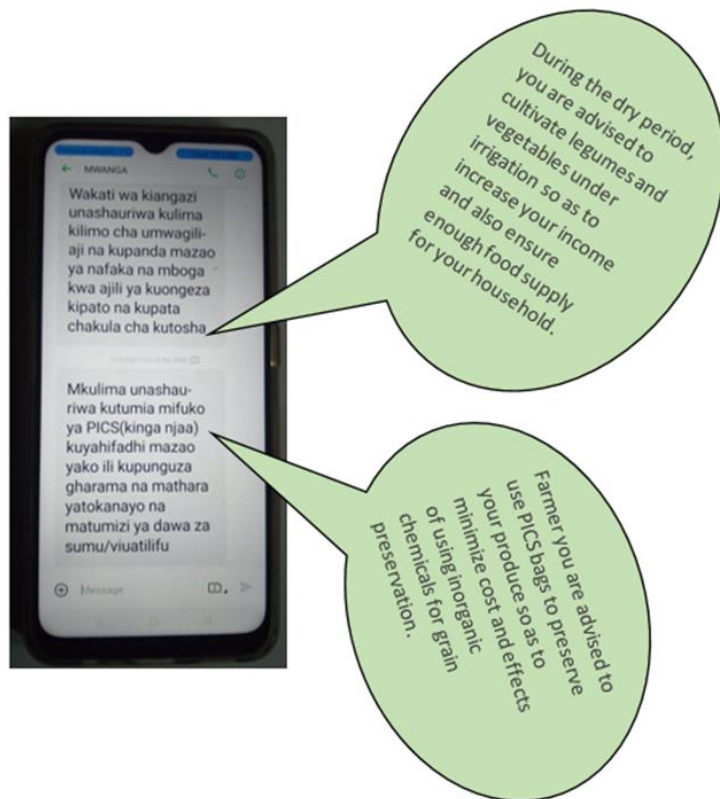 MWANGA
Wakati wa kiangazi
unashauriwa kulima
kilimo cha umwagili-
aji na kupanda mazao
ya nafaka na mboga
kwa ajili ya kuongeza
kipato na kupata
chakula cha kutosha
Mkulima unashau-
riwa kutumia mifuko
ya PICS(kinga njaa)
kuyahifadhi mazao
yako ili kupunguza
gharama na mathara
yatokanayo na
matumizi ya dawa za
sumu/viuatilifu
Message
During the dry period,
you are advised to
cultivate legumes and
vegetables under
irrigation so as to
increase your income
and also ensure
enough food supply
for your household.
Farmer you are advised to
use PICS bags to preserve
your produce so as to
minimize cost and effects
of using inorganic
chemicals for grain
preservation.